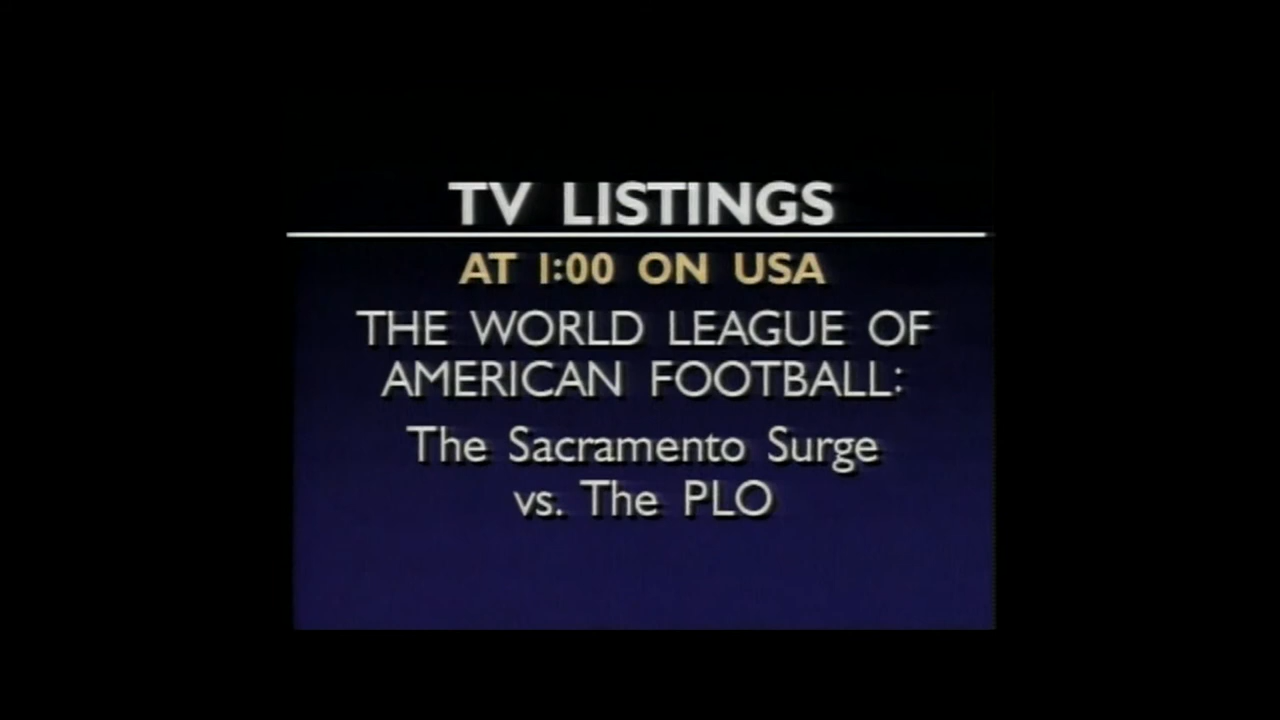 TV LISTINGS
AT 1:00 ON USA
THE WORLD LEAGUE OF
AMERICAN FOOTBALL:
The Sacramento Surge
vs. The PLO